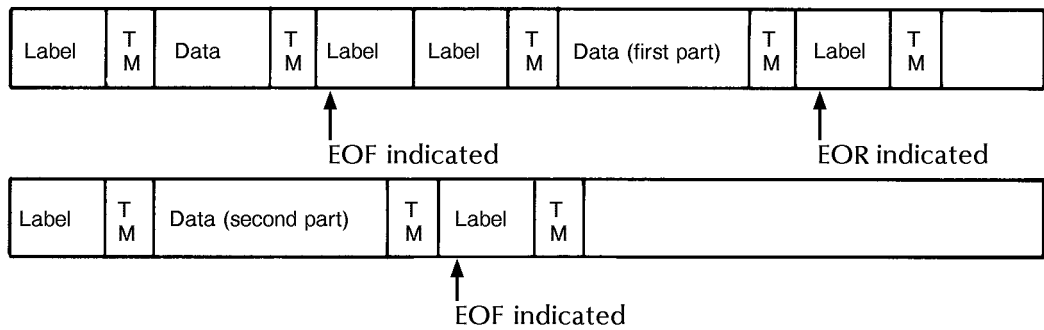 Label T M Data T M Label Label T M Data (first part) T M Label T M
EOF indicated EOR indicated
Label T M Data (second part) T M Label T M
EOF indicated